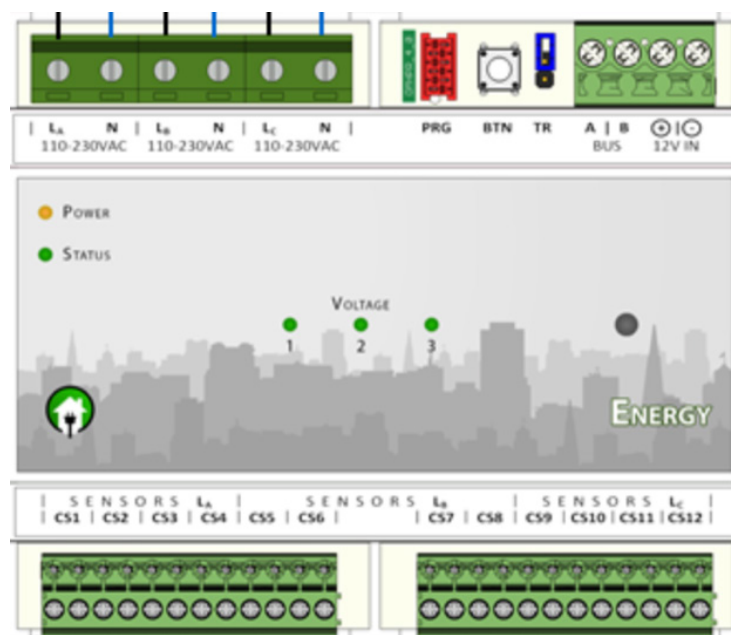 | LA N | LB N | LC N |
110-230VAC | 110-230VAC | 110-230VAC
PRG BTN TR A | B ⊕|⊖
BUS 12V IN
POWER
STATUS
VOLTAGE
1 2 3
ENERGY
| SENSORS LA | SENSORS LB | SENSORS LC |
| CS1 | CS2 | CS3 | CS4 | CS5 | CS6 | | CS7 | CS8 | CS9 | CS10 | CS11 | CS12 |